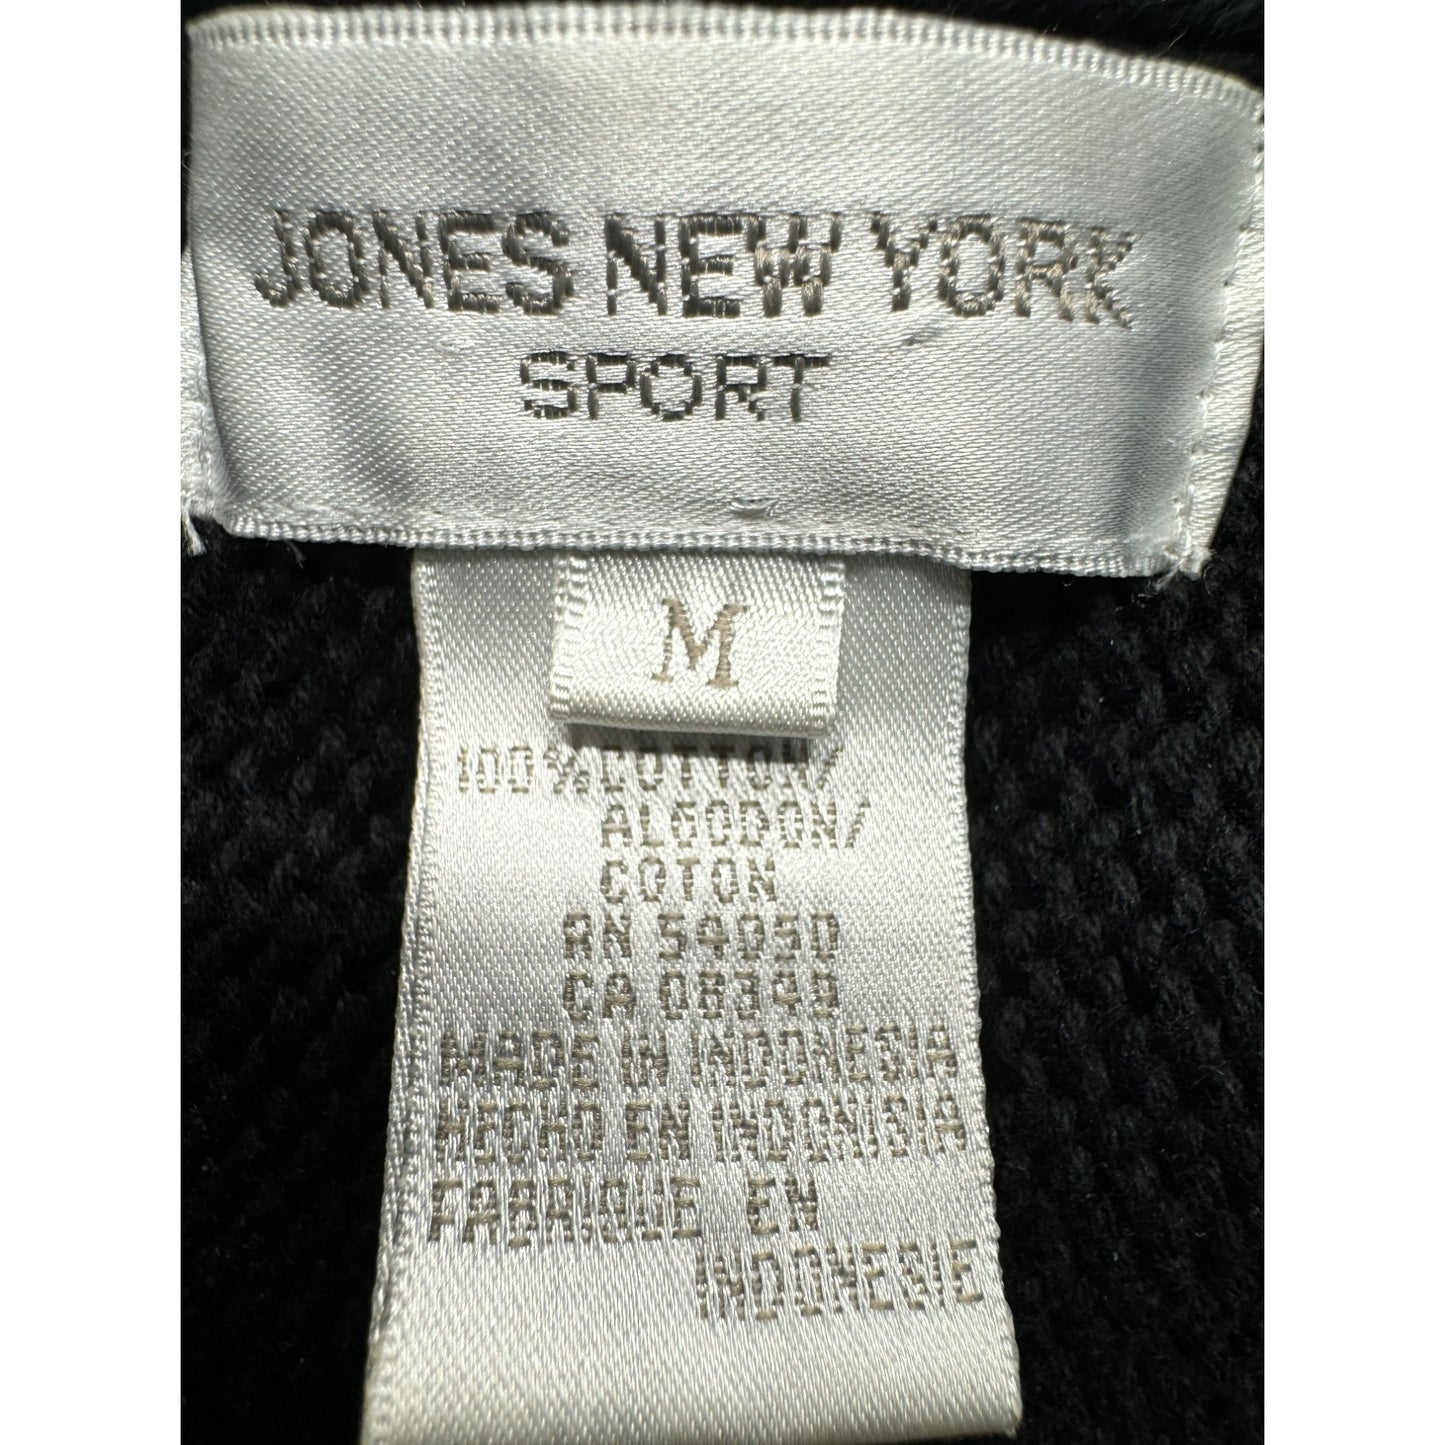 JONES NEW YORK
SPORT
M
100% COTTON/
ALGODON/
COTON
RN 54050
CA 08349
MADE IN INDONESIA
HECHO EN INDONISIA
FABRIQUE EN
INDONESIE